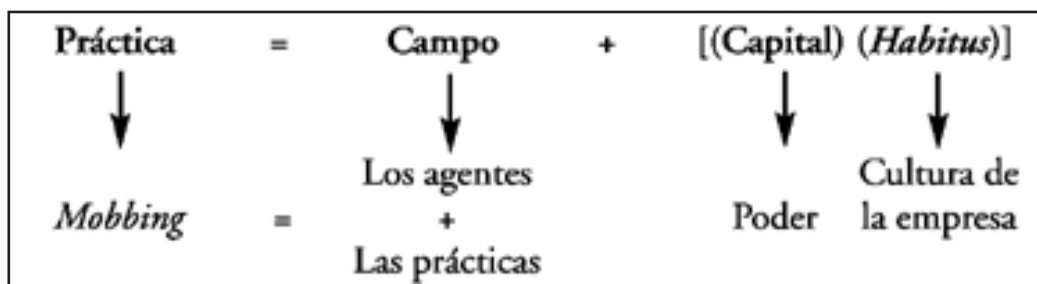 Práctica = Campo + [(Capital) (Habitus)]
Los agentes Cultura de
Mobbing = + Poder la empresa
Las prácticas